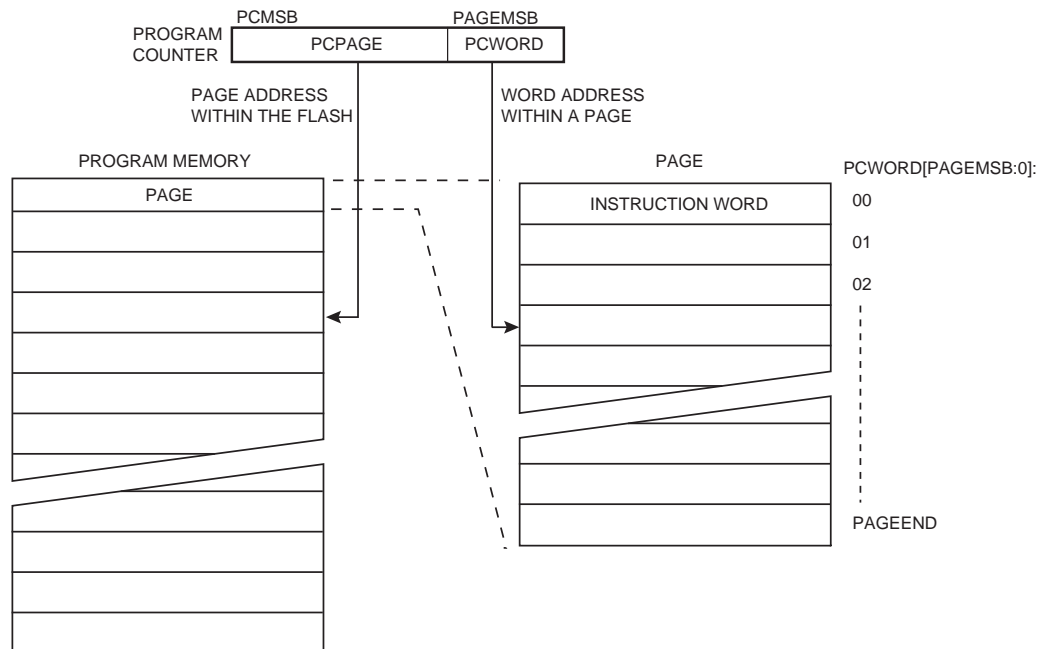 PCMSB
PAGEMSB
PROGRAM
COUNTER
PCPAGE
PCWORD
PAGE ADDRESS
WITHIN THE FLASH
WORD ADDRESS
WITHIN A PAGE
PROGRAM MEMORY
PAGE
PAGE
INSTRUCTION WORD
PCWORD[PAGEMSB:0]:
00
01
02
PAGEEND